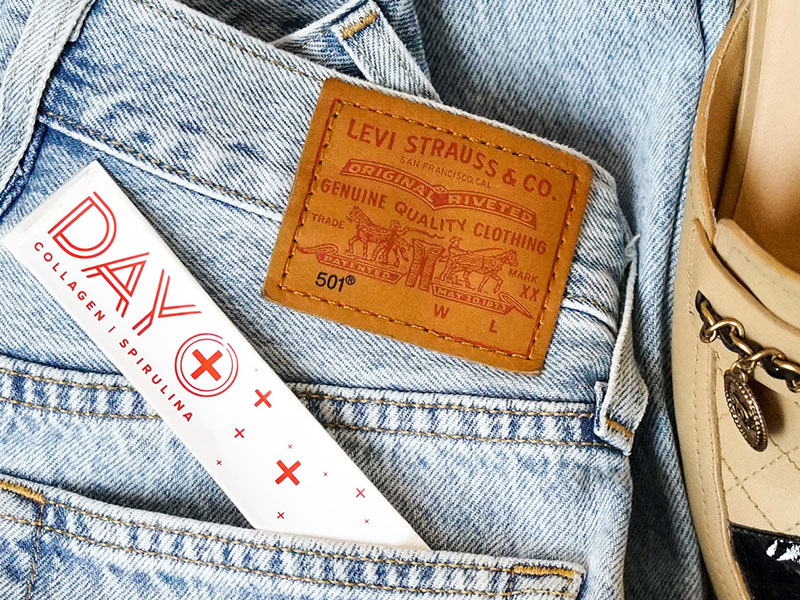 DAY
COLLAGEN | SPIRULINA
LEVI STRAUSS & CO.
SAN FRANCISCO, CAL
ORIGINAL RIVETED
GENUINE QUALITY CLOTHING
TRADE MARK
PATENTED MAY 20 1873
501® XX
W L